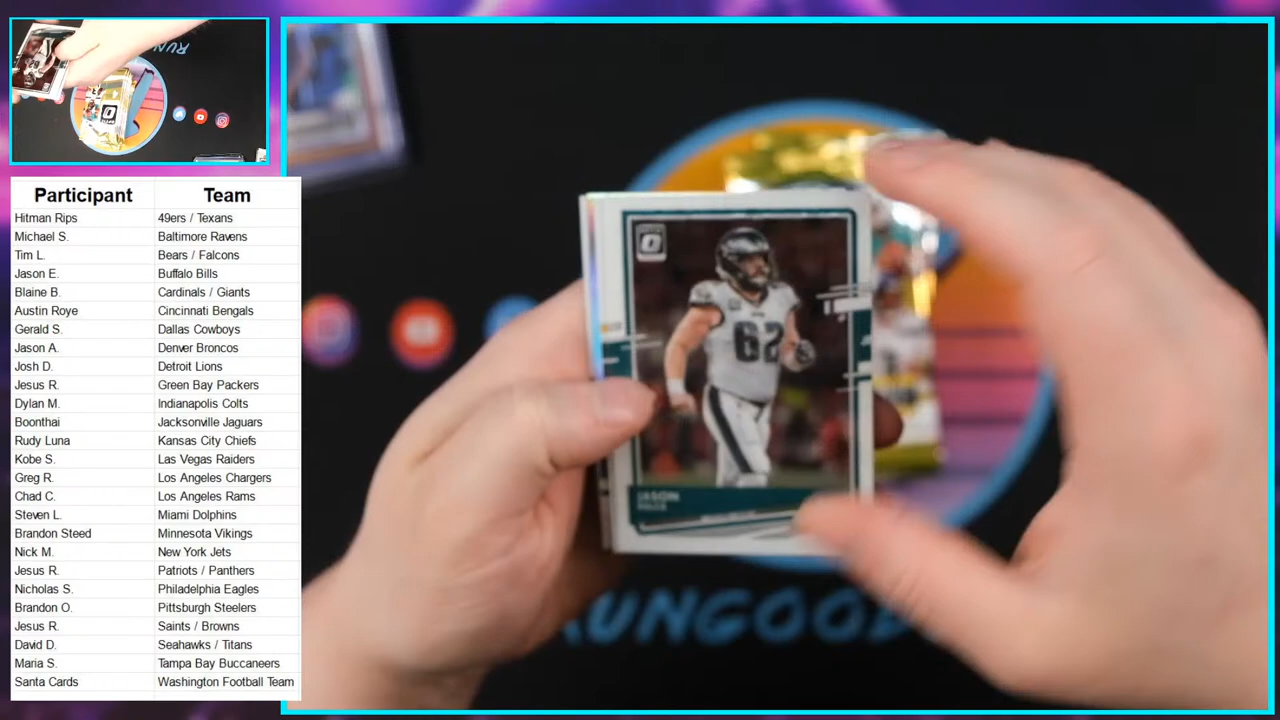 RUN
Participant Team
Hitman Rips 49ers / Texans
Michael S. Baltimore Ravens
Tim L. Bears / Falcons
Jason E. Buffalo Bills
Blaine B. Cardinals / Giants
Austin Roye Cincinnati Bengals
Gerald S. Dallas Cowboys
Jason A. Denver Broncos
Josh D. Detroit Lions
Jesus R. Green Bay Packers
Dylan M. Indianapolis Colts
Boonthai Jacksonville Jaguars
Rudy Luna Kansas City Chiefs
Kobe S. Las Vegas Raiders
Greg R. Los Angeles Chargers
Chad C. Los Angeles Rams
Steven L. Miami Dolphins
Brandon Steed Minnesota Vikings
Nick M. New York Jets
Jesus R. Patriots / Panthers
Nicholas S. Philadelphia Eagles
Brandon O. Pittsburgh Steelers
Jesus R. Saints / Browns
David D. Seahawks / Titans
Maria S. Tampa Bay Buccaneers
Santa Cards Washington Football Team
62
JASON
RUNGOOD